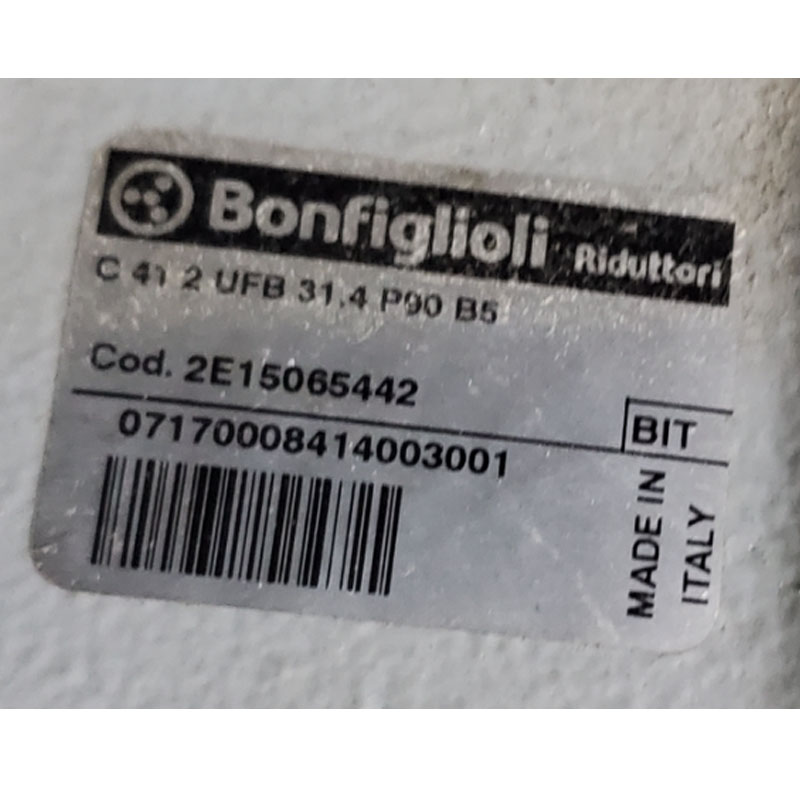 Bonfiglioli Riduttori
C 41 2 UFB 31.4 P90 B5
Cod. 2E15065442
BIT
07170008414003001
MADE IN
ITALY